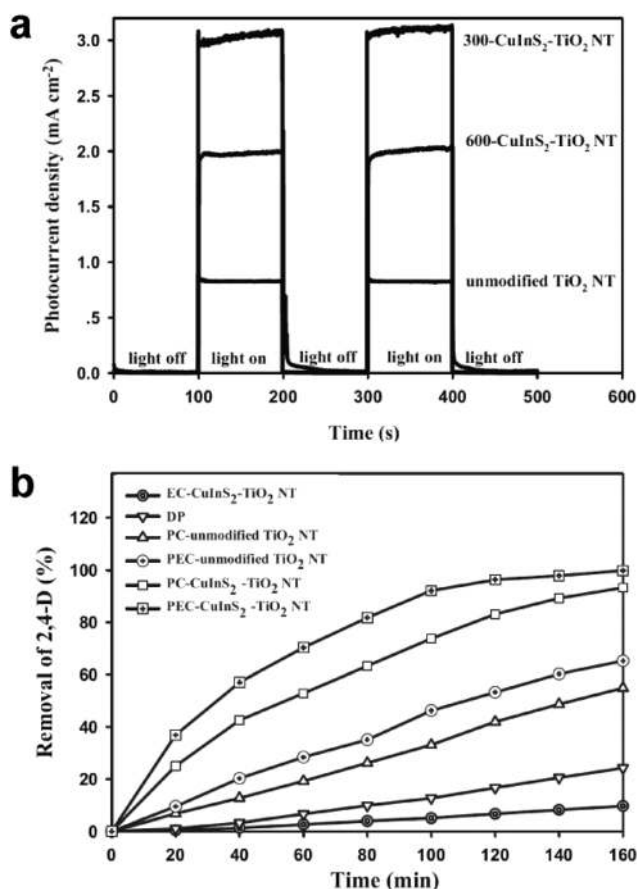 a
Photocurrent density (mA cm⁻²)
3.0
2.5
2.0
1.5
1.0
.5
0.0
300-CuInS₂-TiO₂ NT
600-CuInS₂-TiO₂ NT
unmodified TiO₂ NT
light off
light on
light off
light on
light off
0 100 200 300 400 500 600
Time (s)
b
Removal of 2,4-D (%)
120
100
80
60
40
20
0
EC-CuInS₂-TiO₂ NT
DP
PC-unmodified TiO₂ NT
PEC-unmodified TiO₂ NT
PC-CuInS₂ -TiO₂ NT
PEC-CuInS₂ -TiO₂ NT
0 20 40 60 80 100 120 140 160
Time (min)